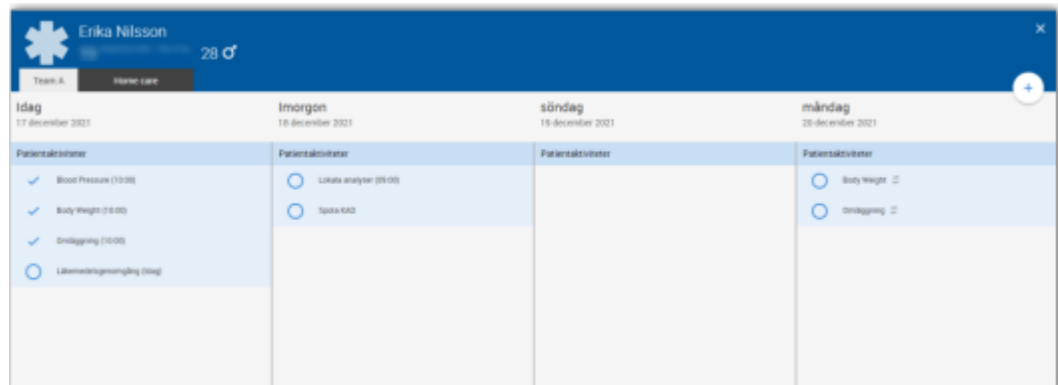 Erika Nilsson
28
Team A
Home care
Idag
17 december 2021
Imorgon
18 december 2021
söndag
19 december 2021
måndag
20 december 2021
Patientaktiviteter
Patientaktiviteter
Patientaktiviteter
Patientaktiviteter
Blood Pressure (10:00)
Body Weight (10:00)
Omläggning (10:00)
Läkemedelsgenomgång (Idag)
Lokala analyser (09:00)
Spola KAD
Body Weight
Omläggning